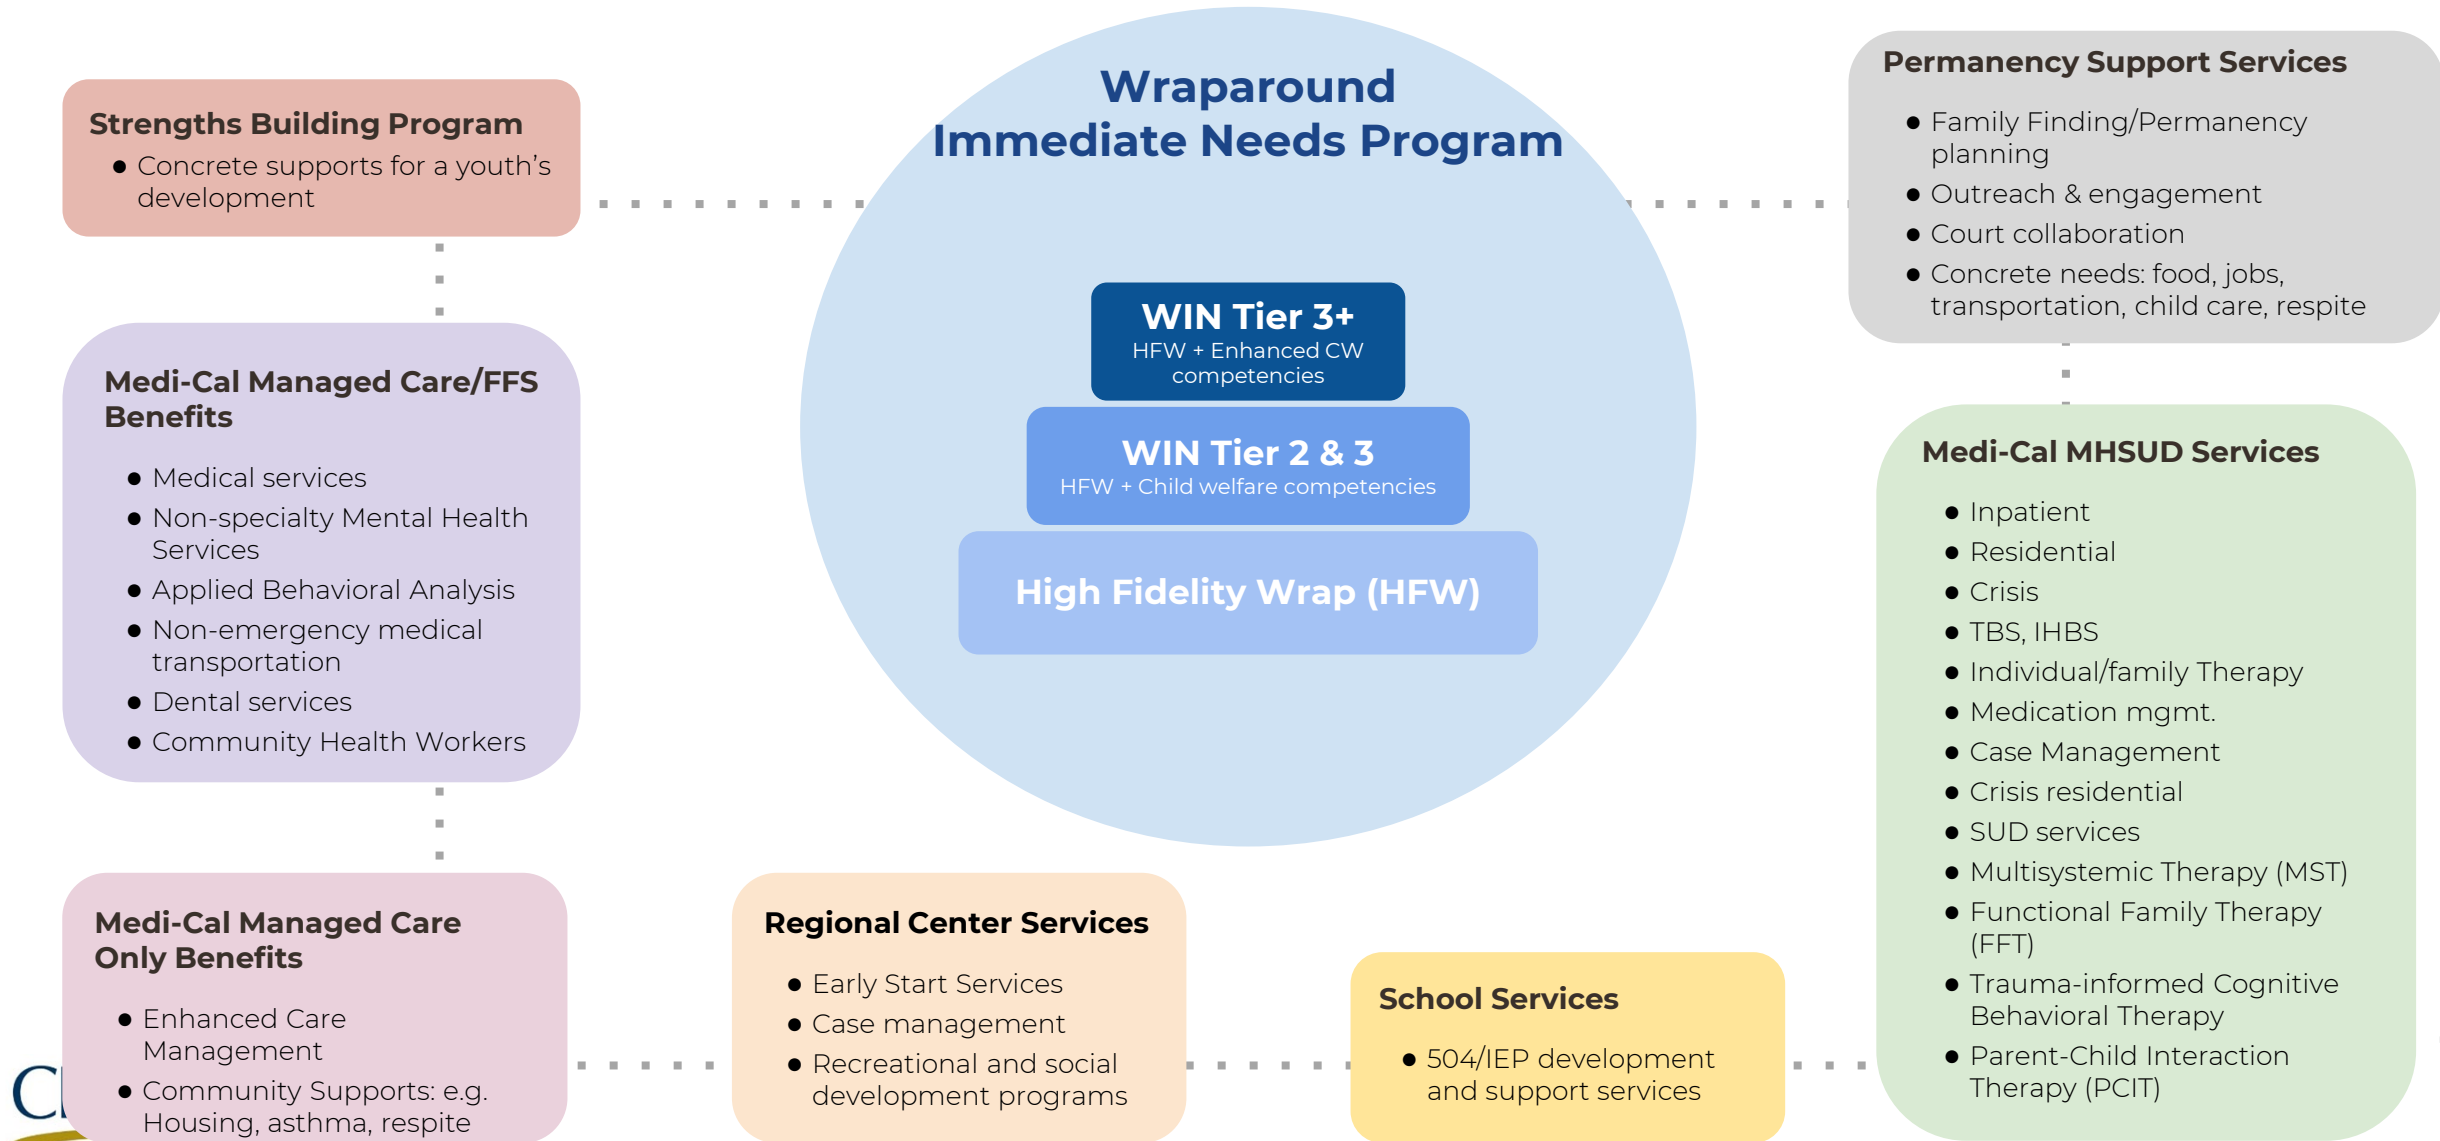 Wraparound
Immediate Needs Program
Strengths Building Program
● Concrete supports for a youth's
development
Permanency Support Services
● Family Finding/Permanency
planning
● Outreach & engagement
● Court collaboration
● Concrete needs: food, jobs,
transportation, child care, respite
WIN Tier 3+
HFW + Enhanced CW
competencies
WIN Tier 2 & 3
HFW + Child welfare competencies
High Fidelity Wrap (HFW)
Medi-Cal Managed Care/FFS
Benefits
● Medical services
● Non-specialty Mental Health
Services
● Applied Behavioral Analysis
● Non-emergency medical
transportation
● Dental services
● Community Health Workers
Medi-Cal MHSUD Services
● Inpatient
● Residential
● Crisis
● TBS, IHBS
● Individual/family Therapy
● Medication mgmt.
● Case Management
● Crisis residential
● SUD services
● Multisystemic Therapy (MST)
● Functional Family Therapy
(FFT)
● Trauma-informed Cognitive
Behavioral Therapy
● Parent-Child Interaction
Therapy (PCIT)
Medi-Cal Managed Care
Only Benefits
● Enhanced Care
Management
● Community Supports: e.g.
Housing, asthma, respite
Regional Center Services
● Early Start Services
● Case management
● Recreational and social
development programs
School Services
● 504/IEP development
and support services